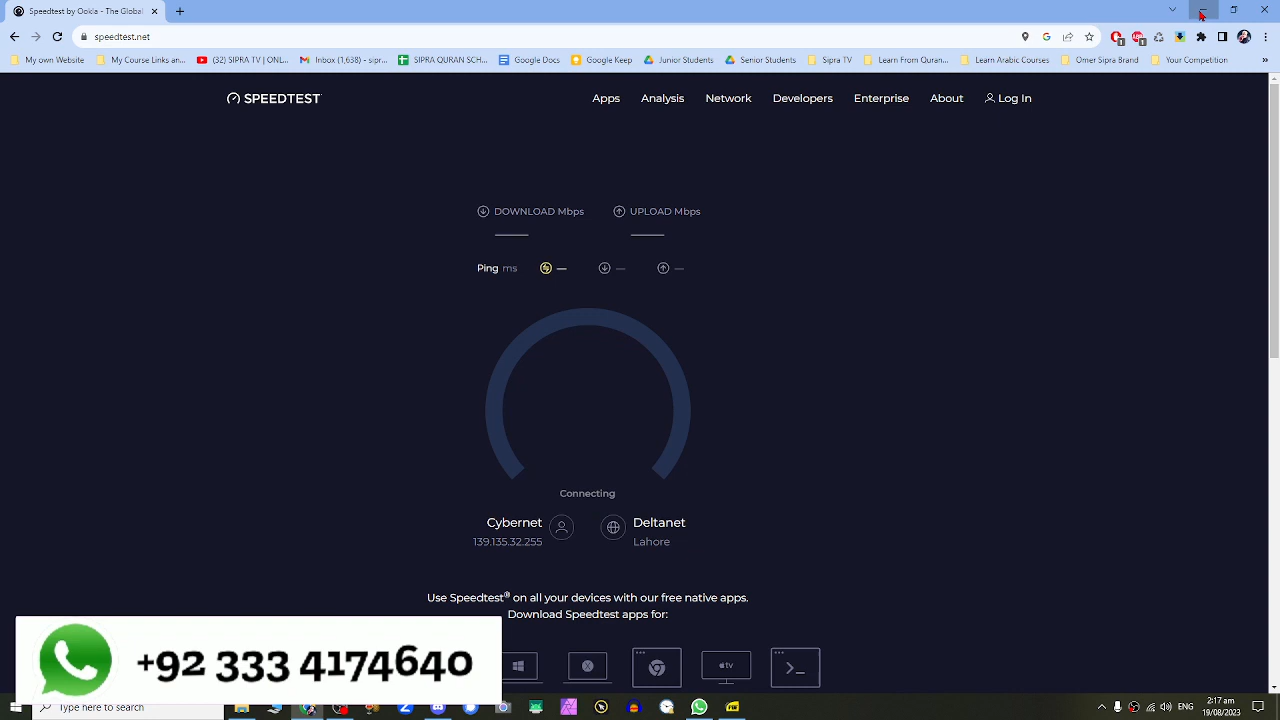 Speedtest by Ookla - The Global
speedtest.net
My own Website
My Course Links an...
(32) SIPRA TV | ONL...
Inbox (1,638) - sipr...
SIPRA QURAN SCH...
Google Docs
Google Keep
Junior Students
Senior Students
Sipra TV
Learn from Quran...
Learn Arabic Courses
Omentee the Brand
Your Competition
»
SPEEDTEST
Apps
Analysis
Network
Developers
Enterprise
About
Log In
DOWNLOAD Mbps
UPLOAD Mbps
Ping ms
Connecting
Cybernet
139.135.32.255
Deltanet
Lahore
Use Speedtest® on all your devices with our free native apps.
Download Speedtest apps for:
tv
+92 333 4174640
Type here to search
2:17 am
19/08/2023